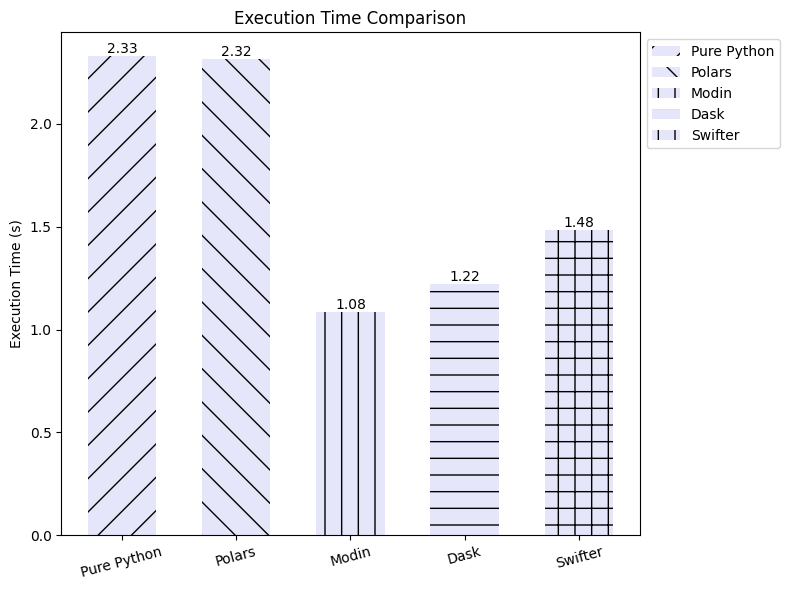 Execution Time Comparison
2.33
2.32
1.08
1.22
1.48
Pure Python
Polars
Modin
Dask
Swifter
Execution Time (s)
2.0
1.5
1.0
0.5
0.0
Pure Python
Polars
Modin
Dask
Swifter